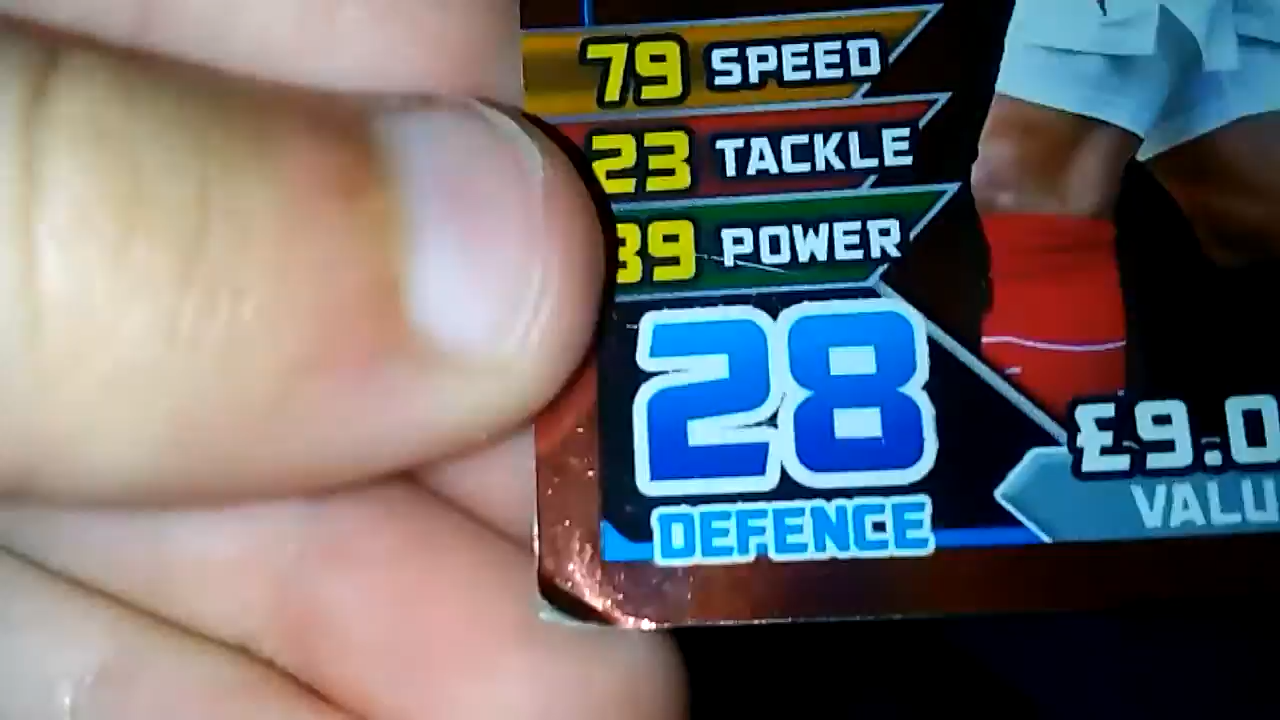 79 SPEED
23 TACKLE
39 POWER
28
DEFENCE
£9.0
VALU